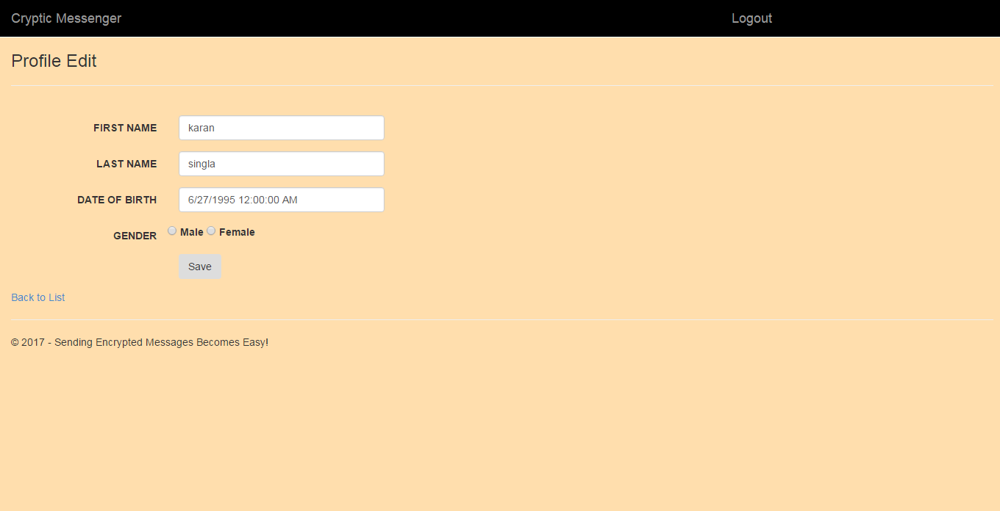 Cryptic Messenger Logout
Profile Edit
FIRST NAME karan
LAST NAME singla
DATE OF BIRTH 6/27/1995 12:00:00 AM
GENDER Male Female
Save
Back to List
© 2017 - Sending Encrypted Messages Becomes Easy!